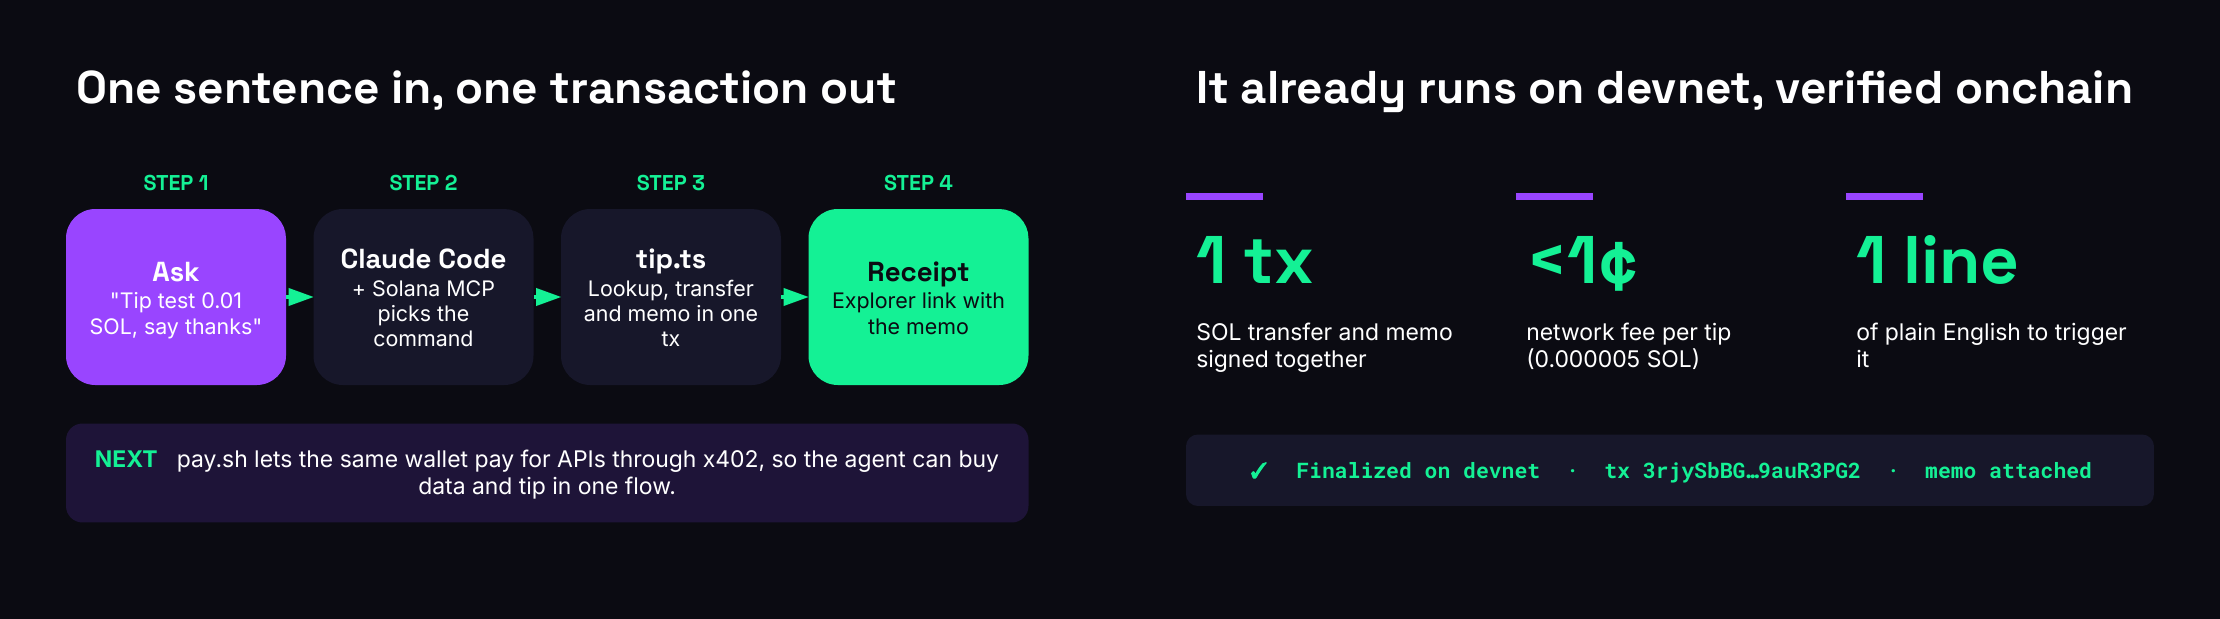 One sentence in, one transaction out
STEP 1
STEP 2
STEP 3
STEP 4
Ask
"Tip test 0.01
SOL, say thanks"
Claude Code
+ Solana MCP
picks the
command
tip.ts
Lookup, transfer
and memo in one
tx
Receipt
Explorer link with
the memo
NEXT pay.sh lets the same wallet pay for APIs through x402, so the agent can buy
data and tip in one flow.
It already runs on devnet, verified onchain
1 tx
SOL transfer and memo
signed together
<1¢
network fee per tip
(0.000005 SOL)
1 line
of plain English to trigger
it
✓ Finalized on devnet · tx 3rjySbBG…9auR3PG2 · memo attached